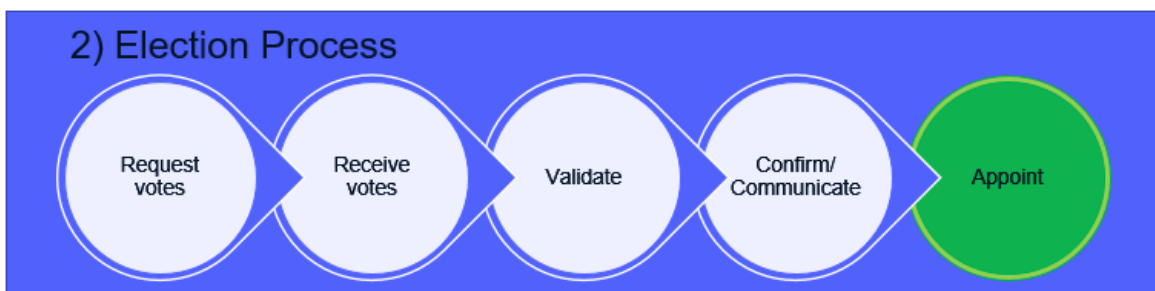 2) Election Process
Request
votes
Receive
votes
Validate
Confirm/
Communicate
Appoint